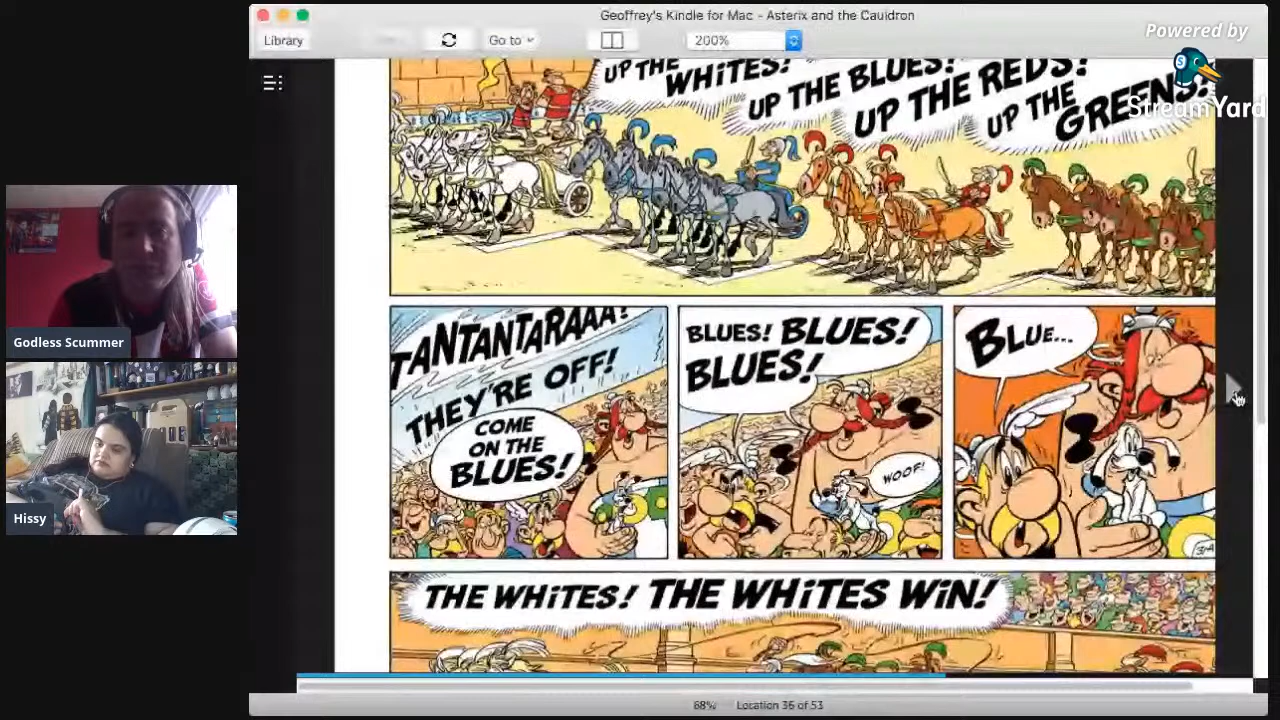 Geoffrey's Kindle for Mac - Asterix and the Cauldron
Powered by
StreamYard
Library
Go to
200%
UP THE
WHITES!
UP THE BLUES!
UP THE REDS!
UP THE
GREENS!
TANTANTARAAA!
THEY'RE OFF!
COME
ON THE
BLUES!
BLUES! BLUES!
BLUES!
WOOF!
BLUE...
31A
THE WHITES! THE WHITES WIN!
Godless Scummer
Hissy
68%
Location 36 of 53